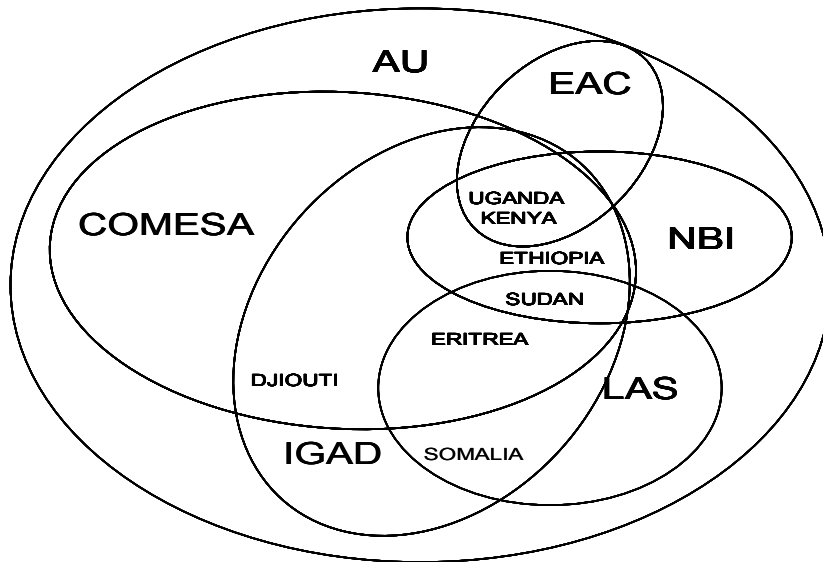 AU
EAC
UGANDA
KENYA
COMESA
NBI
ETHIOPIA
SUDAN
ERITREA
DJIOUTI
LAS
IGAD
SOMALIA